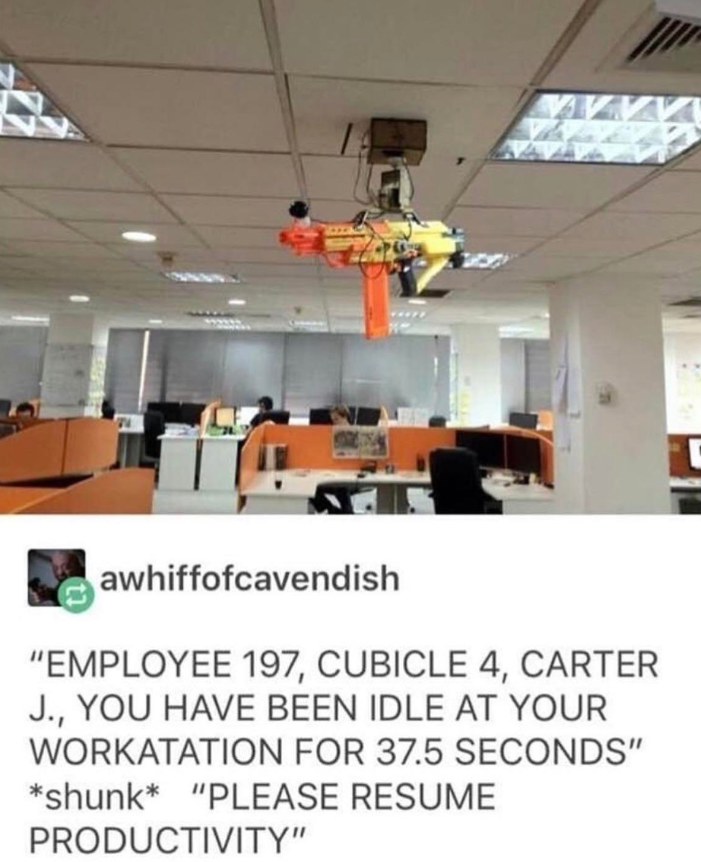 awhiffofcavendish
“EMPLOYEE 197, CUBICLE 4, CARTER
J., YOU HAVE BEEN IDLE AT YOUR
WORKATATION FOR 37.5 SECONDS”
*shunk* “PLEASE RESUME
PRODUCTIVITY”